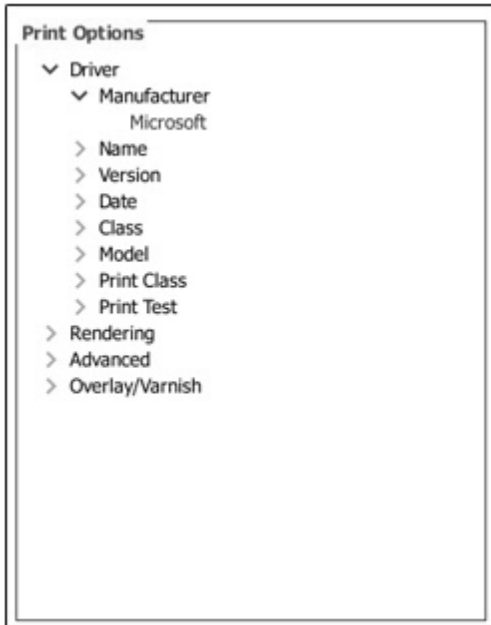 Print Options
Driver
Manufacturer
Microsoft
Name
Version
Date
Class
Model
Print Class
Print Test
Rendering
Advanced
Overlay/Varnish